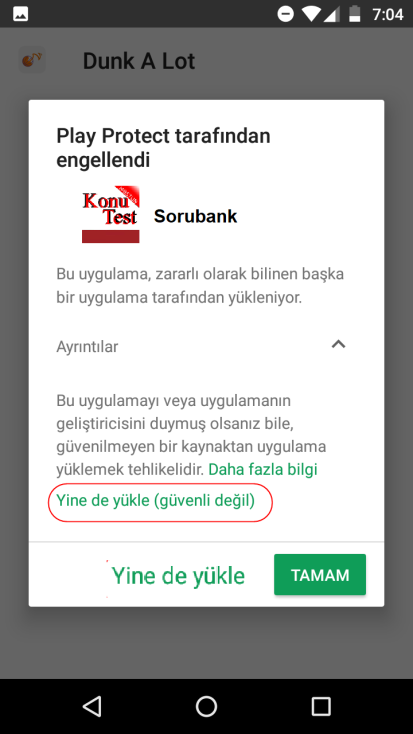 7:04
Dunk A Lot
Play Protect tarafından
engellendi
Konu
Test
Sorubank
Bu uygulama, zararlı olarak bilinen başka
bir uygulama tarafından yükleniyor.
Ayrıntılar
Bu uygulamayı veya uygulamanın
geliştiricisini duymuş olsanız bile,
güvenilmeyen bir kaynaktan uygulama
yüklemek tehlikelidir. Daha fazla bilgi
Yine de yükle (güvenli değil)
Yine de yükle
TAMAM